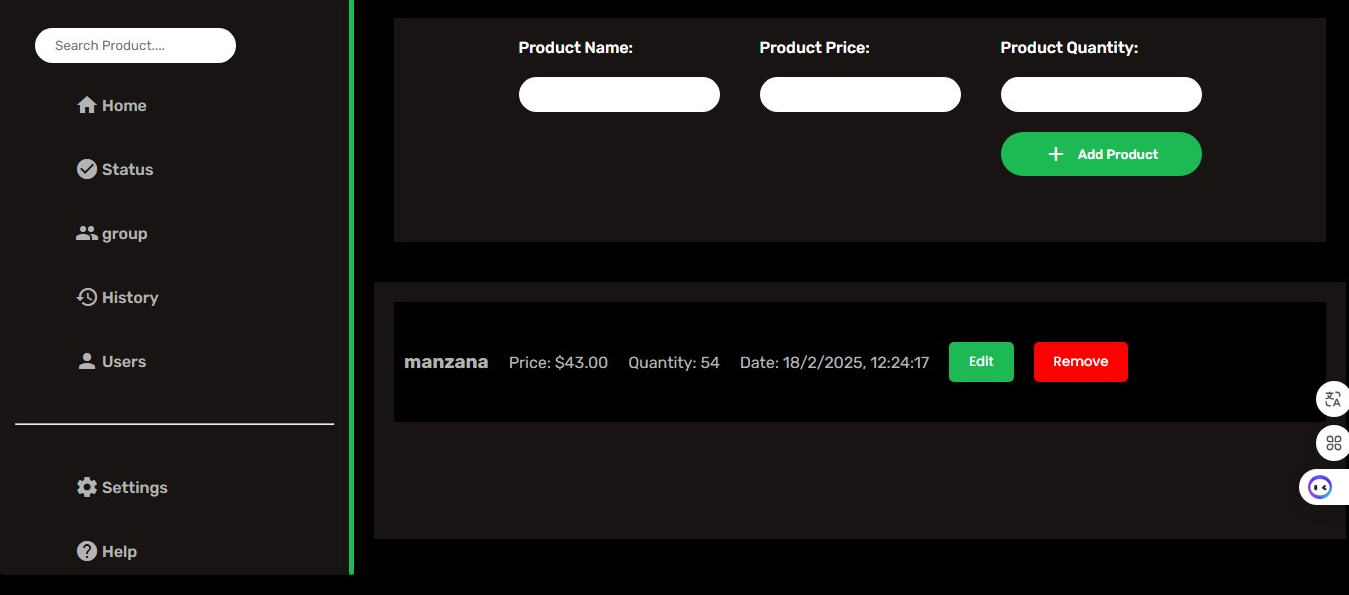 Search Product....
Home
Status
group
History
Users
Settings
Help
Product Name:
Product Price:
Product Quantity:
Add Product
manzana Price: $43.00 Quantity: 54 Date: 18/2/2025, 12:24:17 Edit Remove